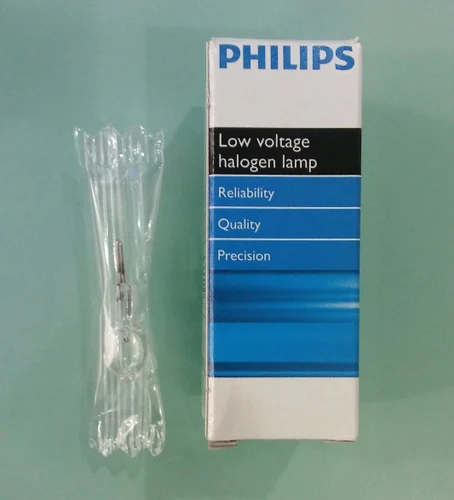 PHILIPS
Low voltage
halogen lamp
Reliability
Quality
Precision